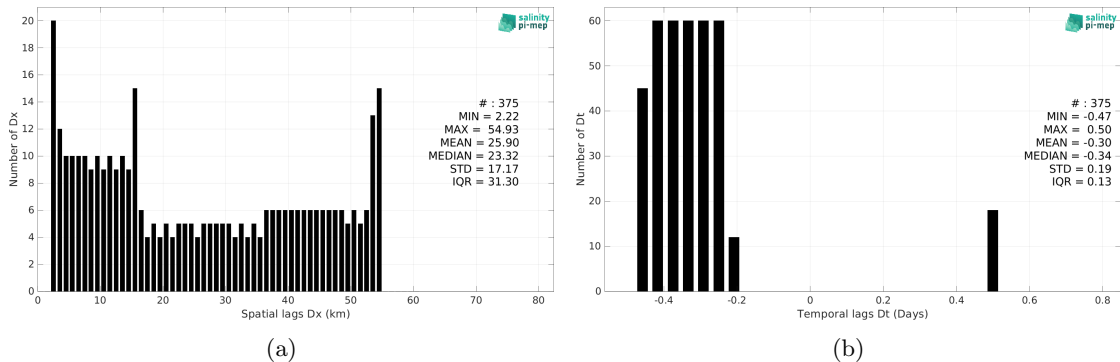 20
18
16
14
12
10
8
6
4
2
0
Number of Dx
0 10 20 30 40 50 60 70 80
Spatial lags Dx (km)
salinity
pi-mep
# : 375
MIN = 2.22
MAX = 54.93
MEAN = 25.90
MEDIAN = 23.32
STD = 17.17
IQR = 31.30
(a)
60
50
40
30
20
10
0
Number of Dt
-0.4 -0.2 0 0.2 0.4 0.6 0.8
Temporal lags Dt (Days)
salinity
pi-mep
# : 375
MIN = -0.47
MAX = 0.50
MEAN = -0.30
MEDIAN = -0.34
STD = 0.19
IQR = 0.13
(b)